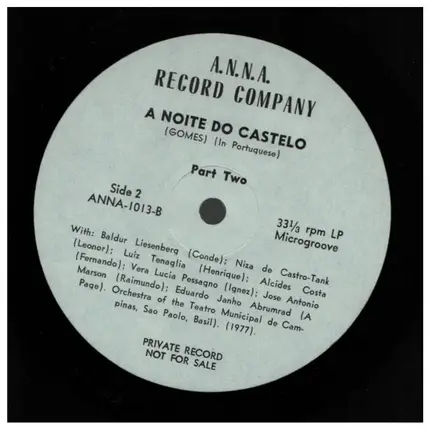 A.N.N.A.
RECORD COMPANY
A NOITE DO CASTELO
(GOMES) (In Portuguese)
Part Two
Side 2
ANNA-1013-B
33⅓ rpm LP
Microgroove
With: Baldur Liesenberg (Conde); Niza de Castro-Tank
(Leonor); Luiz Tenaglia (Henrique); Alcides Costa
(Fernando); Vera Lucia Pessagno (Ignez); Jose Antonio
Marson (Raimundo); Eduardo Janho Abrumrad (A
Page). Orchestra of the Teatro Municipal de Cam-
pinas, Sao Paolo, Basil). (1977).
PRIVATE RECORD
NOT FOR SALE